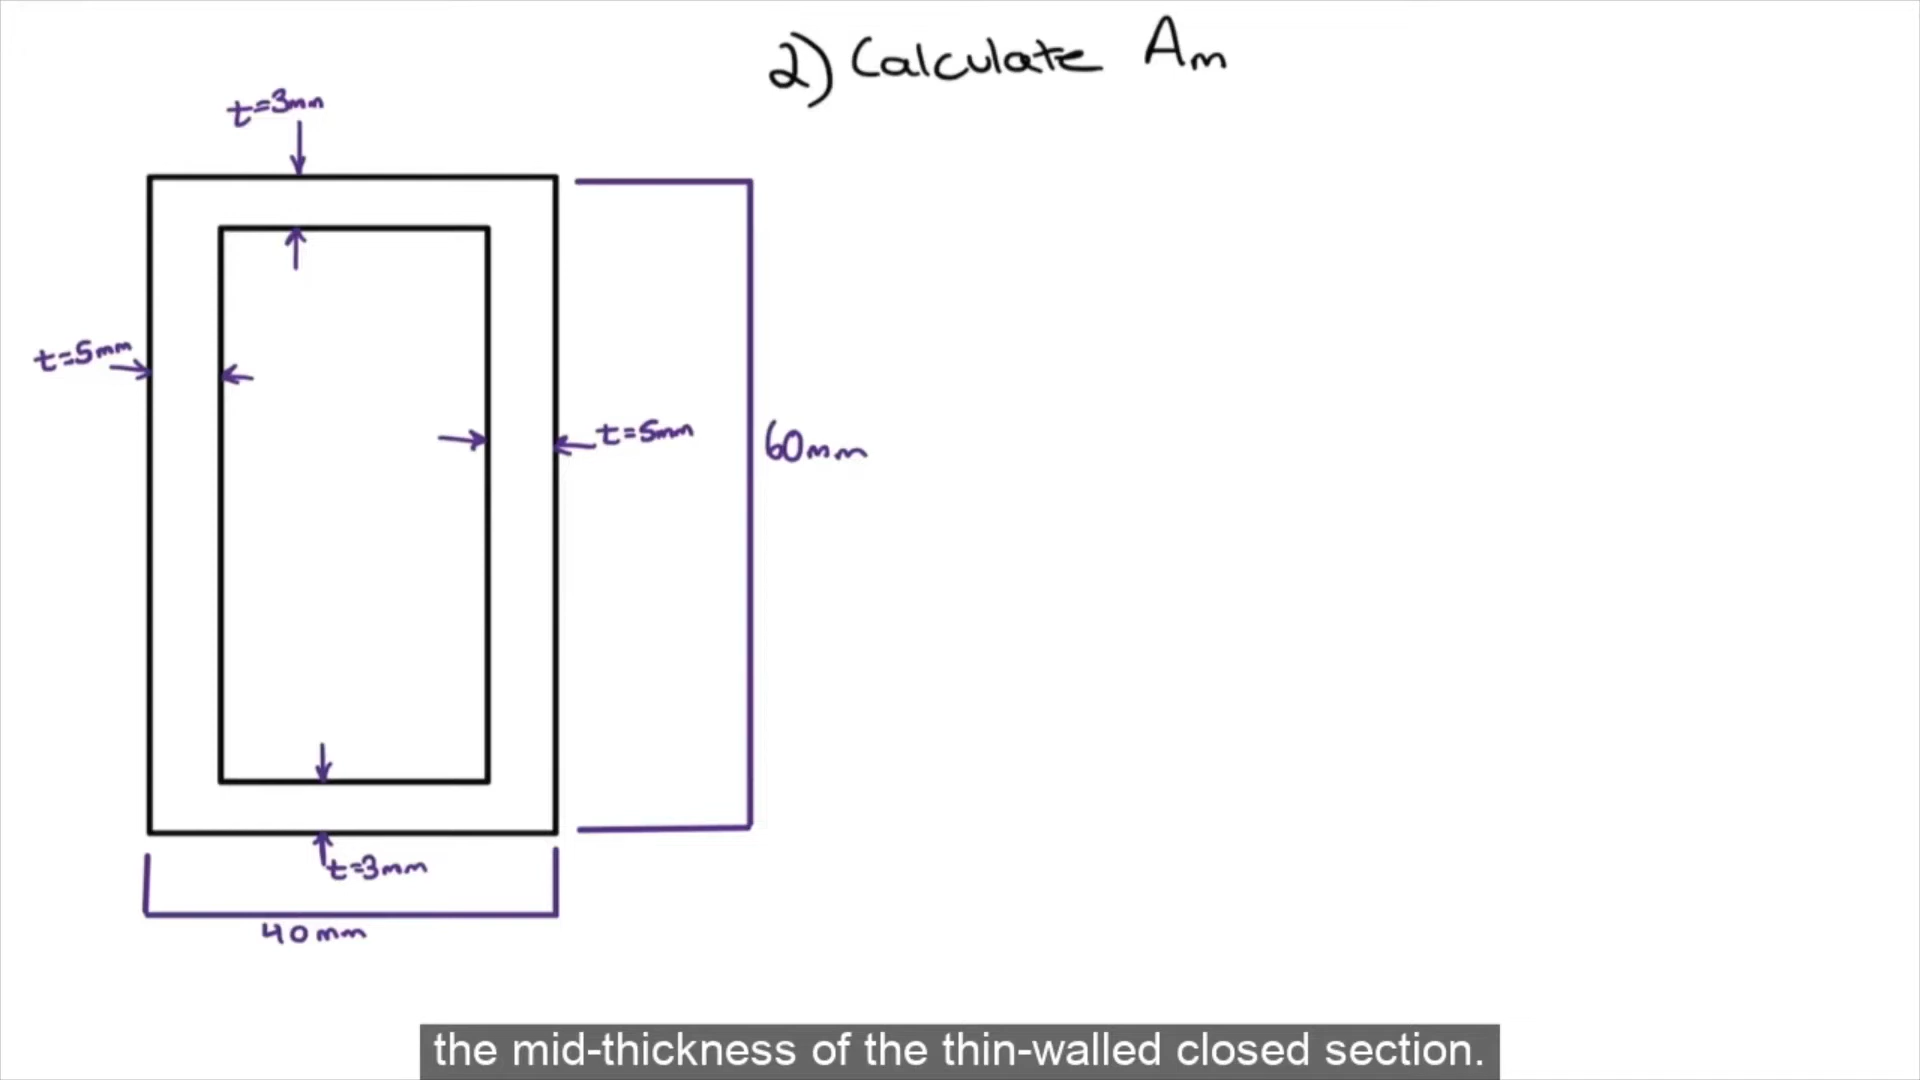 2) Calculate Am
t=3mm
t=5mm
t=5mm
60mm
t=3mm
40mm
the mid-thickness of the thin-walled closed section.